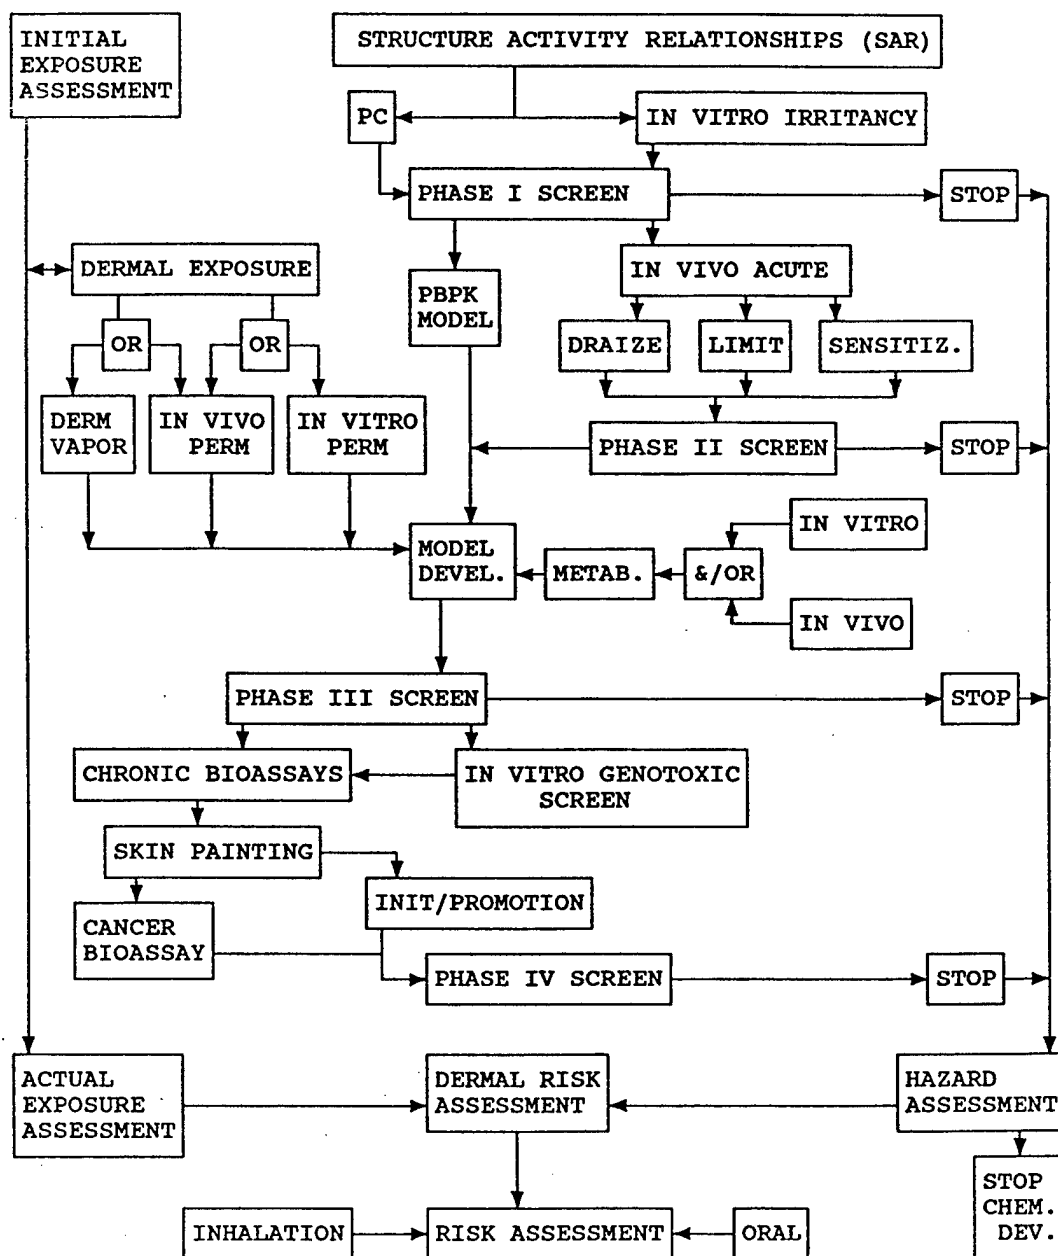 INITIAL
EXPOSURE
ASSESSMENT
STRUCTURE ACTIVITY RELATIONSHIPS (SAR)
PC
IN VITRO IRRITANCY
PHASE I SCREEN
STOP
DERMAL EXPOSURE
IN VIVO ACUTE
PBPK
MODEL
OR
OR
DRAIZE
LIMIT
SENSITIZ.
DERM
VAPOR
IN VIVO
PERM
IN VITRO
PERM
PHASE II SCREEN
STOP
MODEL
DEVEL.
METAB.
&/OR
IN VITRO
IN VIVO
PHASE III SCREEN
STOP
CHRONIC BIOASSAYS
IN VITRO GENOTOXIC
SCREEN
SKIN PAINTING
INIT/PROMOTION
CANCER
BIOASSAY
PHASE IV SCREEN
STOP
ACTUAL
EXPOSURE
ASSESSMENT
DERMAL RISK
ASSESSMENT
HAZARD
ASSESSMENT
STOP
CHEM.
DEV.
INHALATION
RISK ASSESSMENT
ORAL